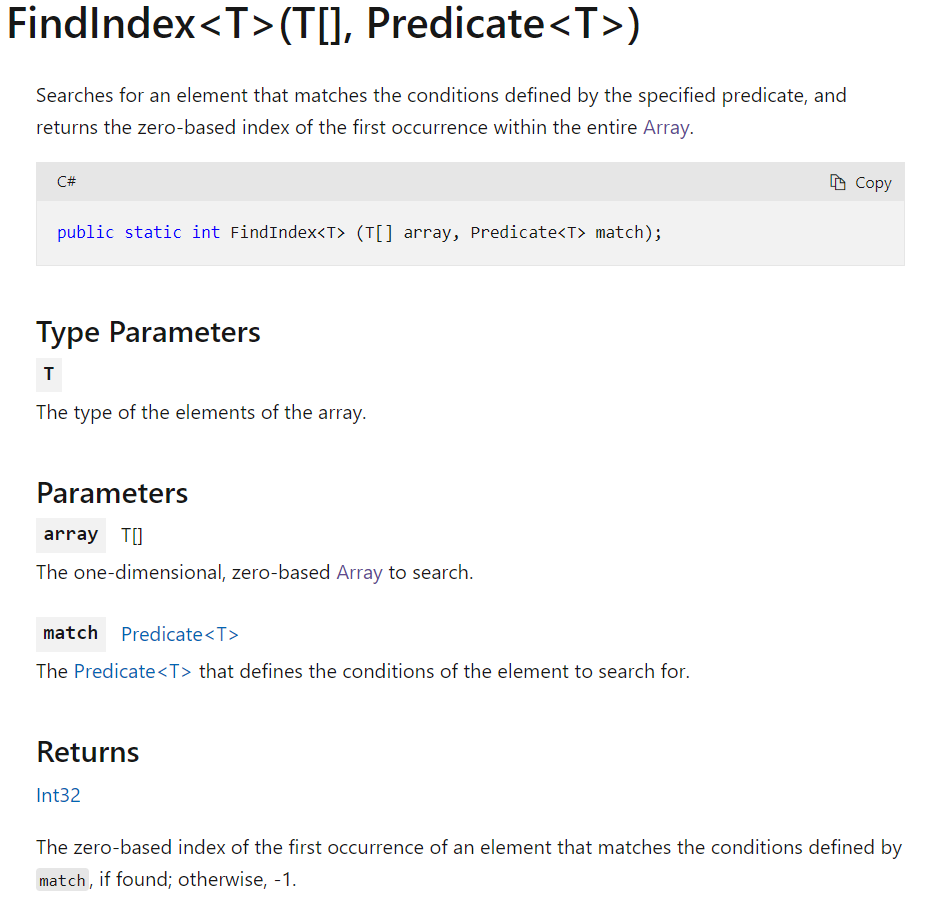 FindIndex<T>(T[], Predicate<T>)
Searches for an element that matches the conditions defined by the specified predicate, and
returns the zero-based index of the first occurrence within the entire Array.
C#
Copy
public static int FindIndex<T> (T[] array, Predicate<T> match);
Type Parameters
T
The type of the elements of the array.
Parameters
array T[]
The one-dimensional, zero-based Array to search.
match Predicate<T>
The Predicate<T> that defines the conditions of the element to search for.
Returns
Int32
The zero-based index of the first occurrence of an element that matches the conditions defined by
match, if found; otherwise, -1.